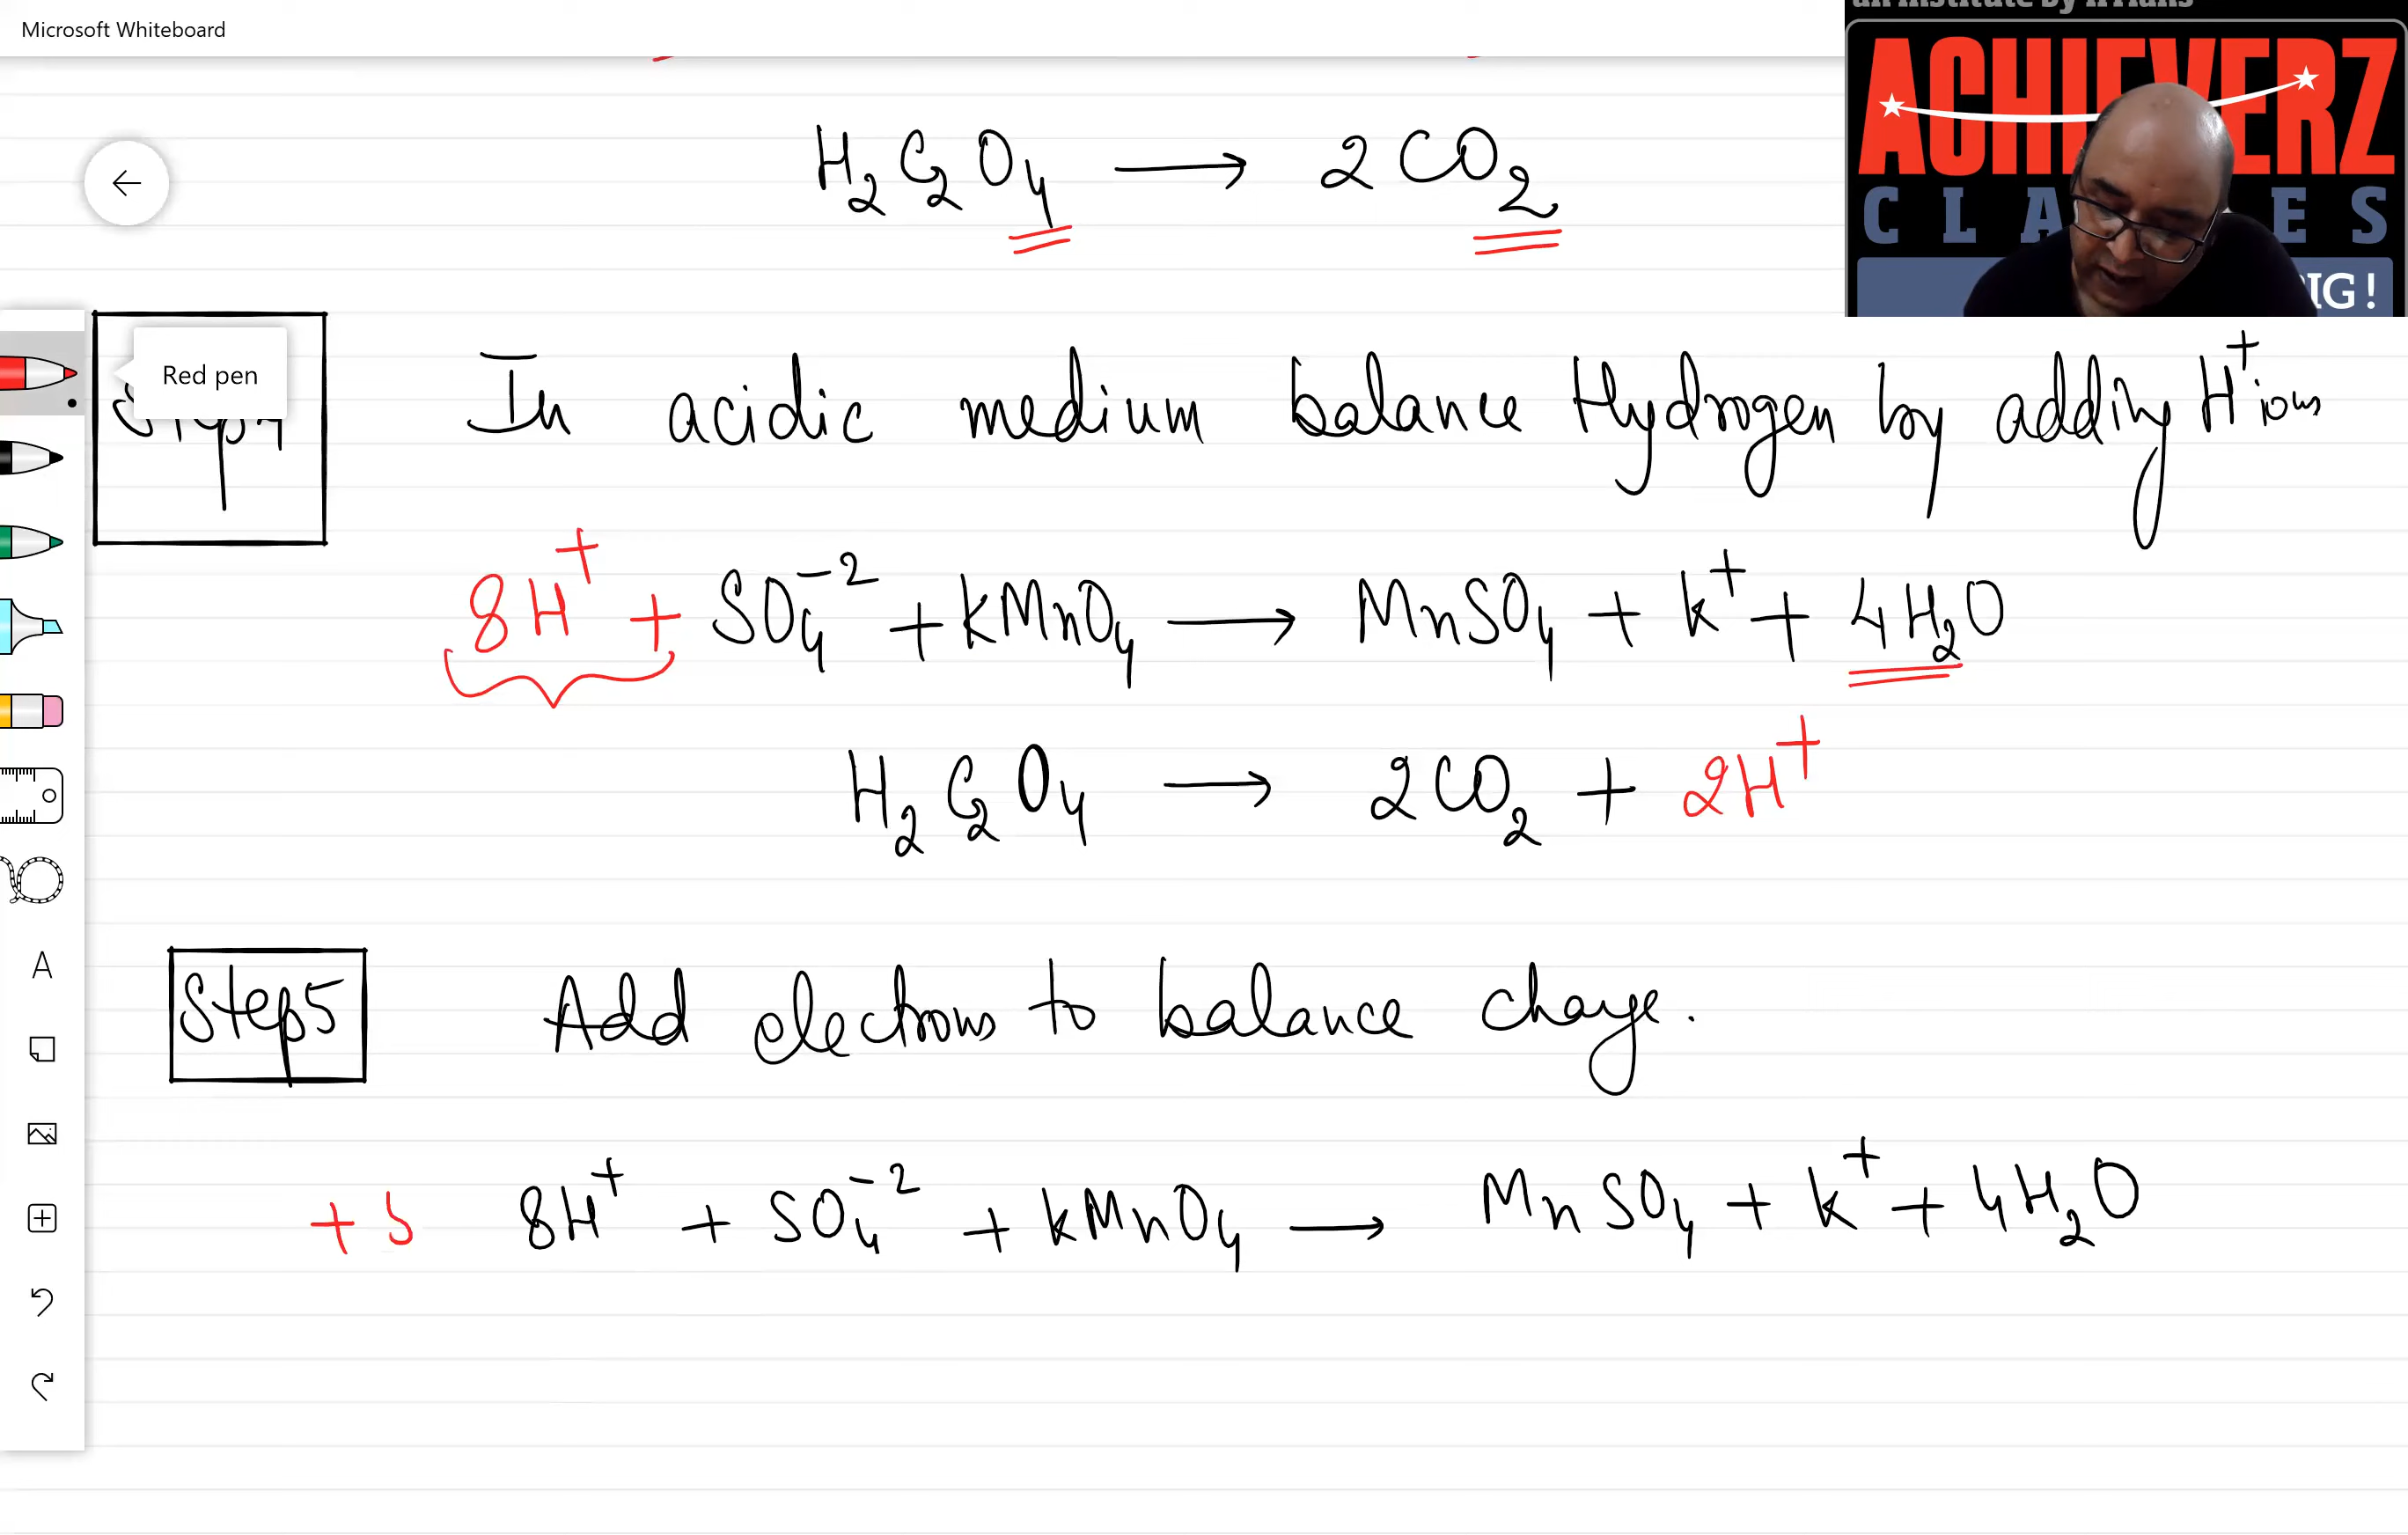 Microsoft Whiteboard
ACHIEVERZ
H₂C₂O₄ ⟶ 2CO₂
IG!
Red pen
In acidic medium balance Hydrogen by adding H⁺ ions
8H⁺ + SO₄⁻² + kMnO₄ ⟶ MnSO₄ + k⁺ + 4H₂O
H₂C₂O₄ ⟶ 2CO₂ + 2H⁺
Step5 Add electrons to balance charge.
+ 5 8H⁺ + SO₄⁻² + kMnO₄ ⟶ MnSO₄ + k⁺ + 4H₂O
A